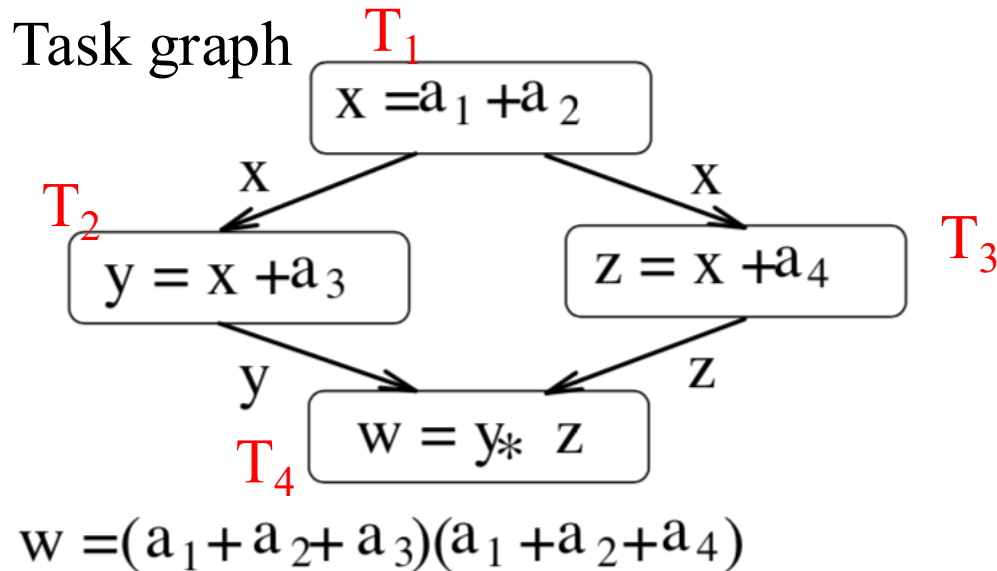 Task graph
T₁
x = a₁ + a₂
x
x
T₂
T₃
y = x + a₃
z = x + a₄
y
z
w = y * z
T₄
w = (a₁ + a₂ + a₃)(a₁ + a₂ + a₄)